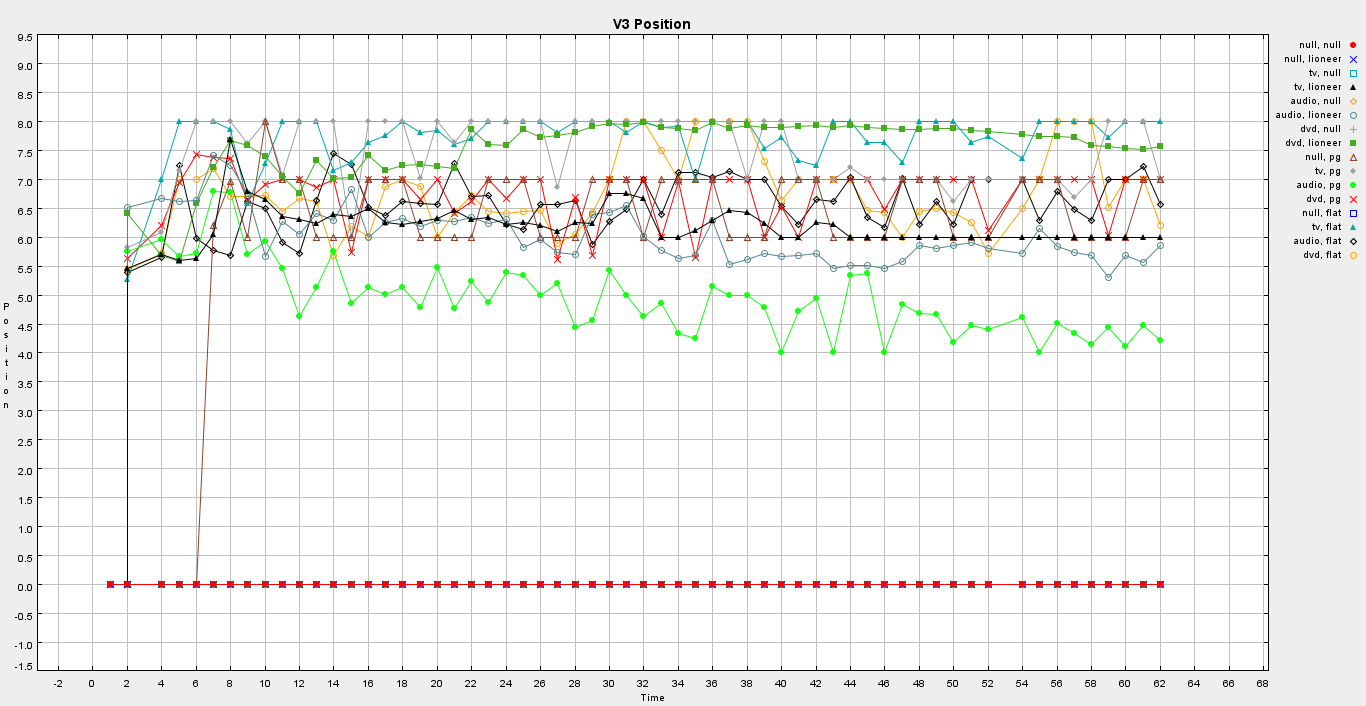 V3 Position
9.5
9.0
8.5
8.0
7.5
7.0
6.5
6.0
5.5
5.0
4.5
4.0
3.5
3.0
2.5
2.0
1.5
1.0
0.5
0.0
-0.5
-1.0
-1.5
Position
-2 0 2 4 6 8 10 12 14 16 18 20 22 24 26 28 30 32 34 36 38 40 42 44 46 48 50 52 54 56 58 60 62 64 66 68
Time
null, null
null, lioneer
tv, null
tv, lioneer
audio, null
audio, lioneer
dvd, null
dvd, lioneer
null, pg
tv, pg
audio, pg
dvd, pg
null, flat
tv, flat
audio, flat
dvd, flat